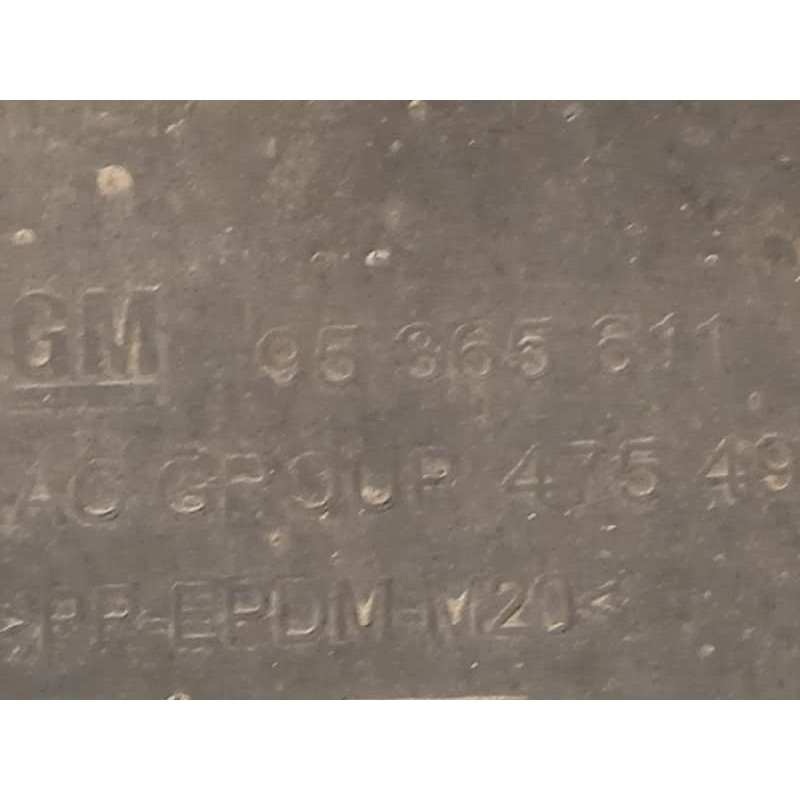 GM 95 365 611
AC GROUP 475 49
>PP-EPDM-M20<